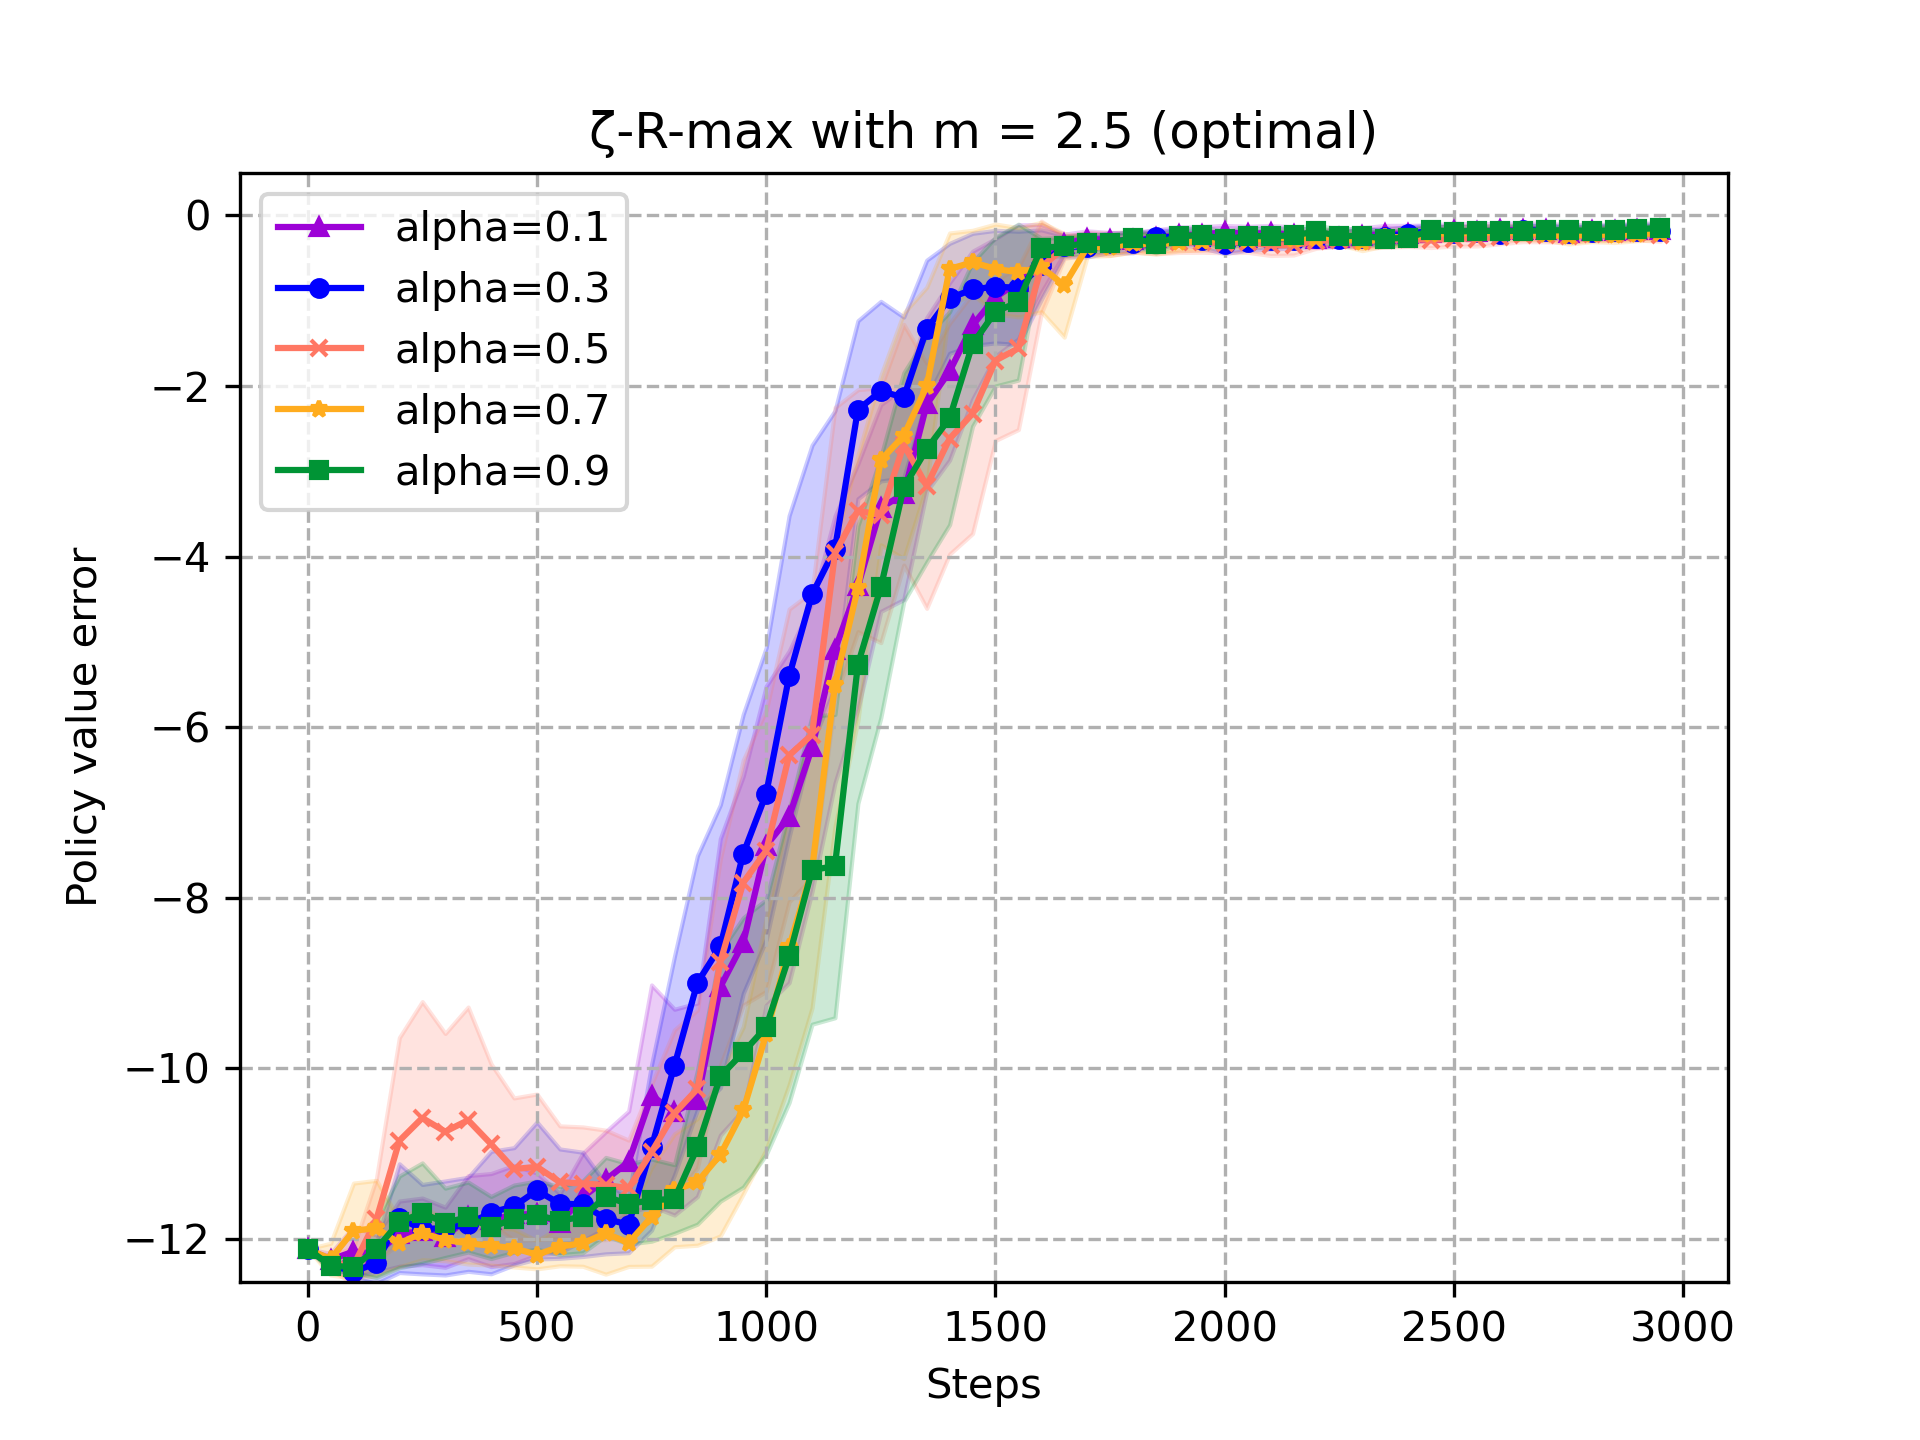 ζ-R-max with m = 2.5 (optimal)
alpha=0.1
alpha=0.3
alpha=0.5
alpha=0.7
alpha=0.9
Policy value error
0
−2
−4
−6
−8
−10
−12
0 500 1000 1500 2000 2500 3000
Steps